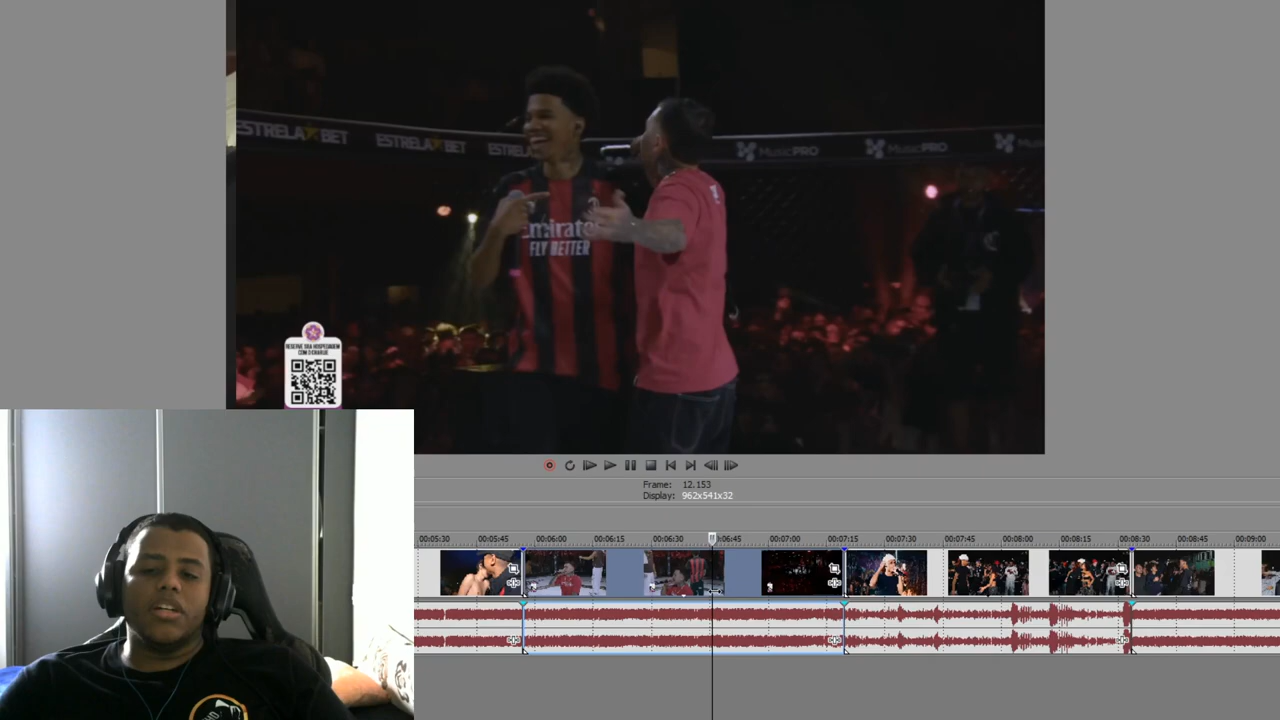 ESTRELA BET
ESTRELA BET
ESTREL
MusicPRO
MusicPRO
Mus
Emirates
FLY BETTER
RESERVE SUA HOSPEDAGEM
Frame: 12.153
Display: 962x541x32
00:05:30
00:05:45
00:06:00
00:06:15
00:06:30
00:06:45
00:07:00
00:07:15
00:07:30
00:07:45
00:08:00
00:08:15
00:08:30
00:08:45
00:09:00